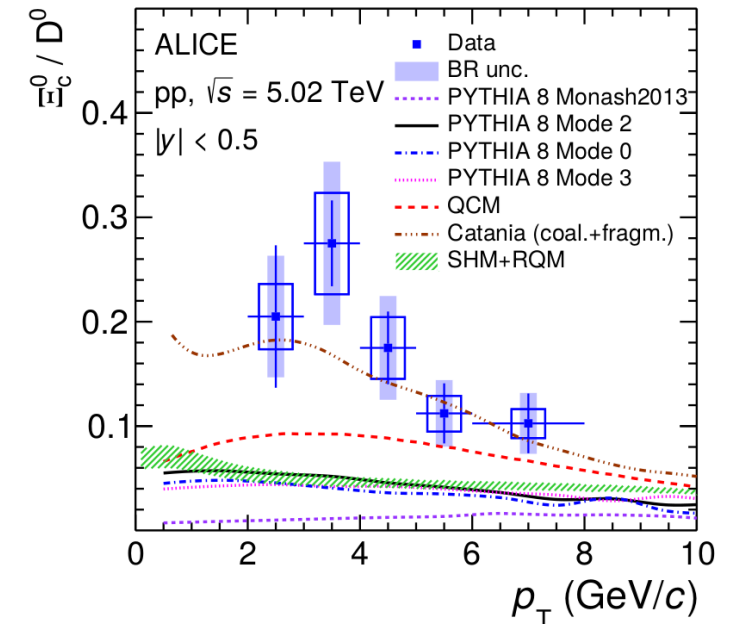 Ξ⁰c / D⁰
ALICE
pp, √s = 5.02 TeV
|y| < 0.5
Data
BR unc.
PYTHIA 8 Monash2013
PYTHIA 8 Mode 2
PYTHIA 8 Mode 0
PYTHIA 8 Mode 3
QCM
Catania (coal.+fragm.)
SHM+RQM
0.4
0.3
0.2
0.1
0 2 4 6 8 10
pT (GeV/c)